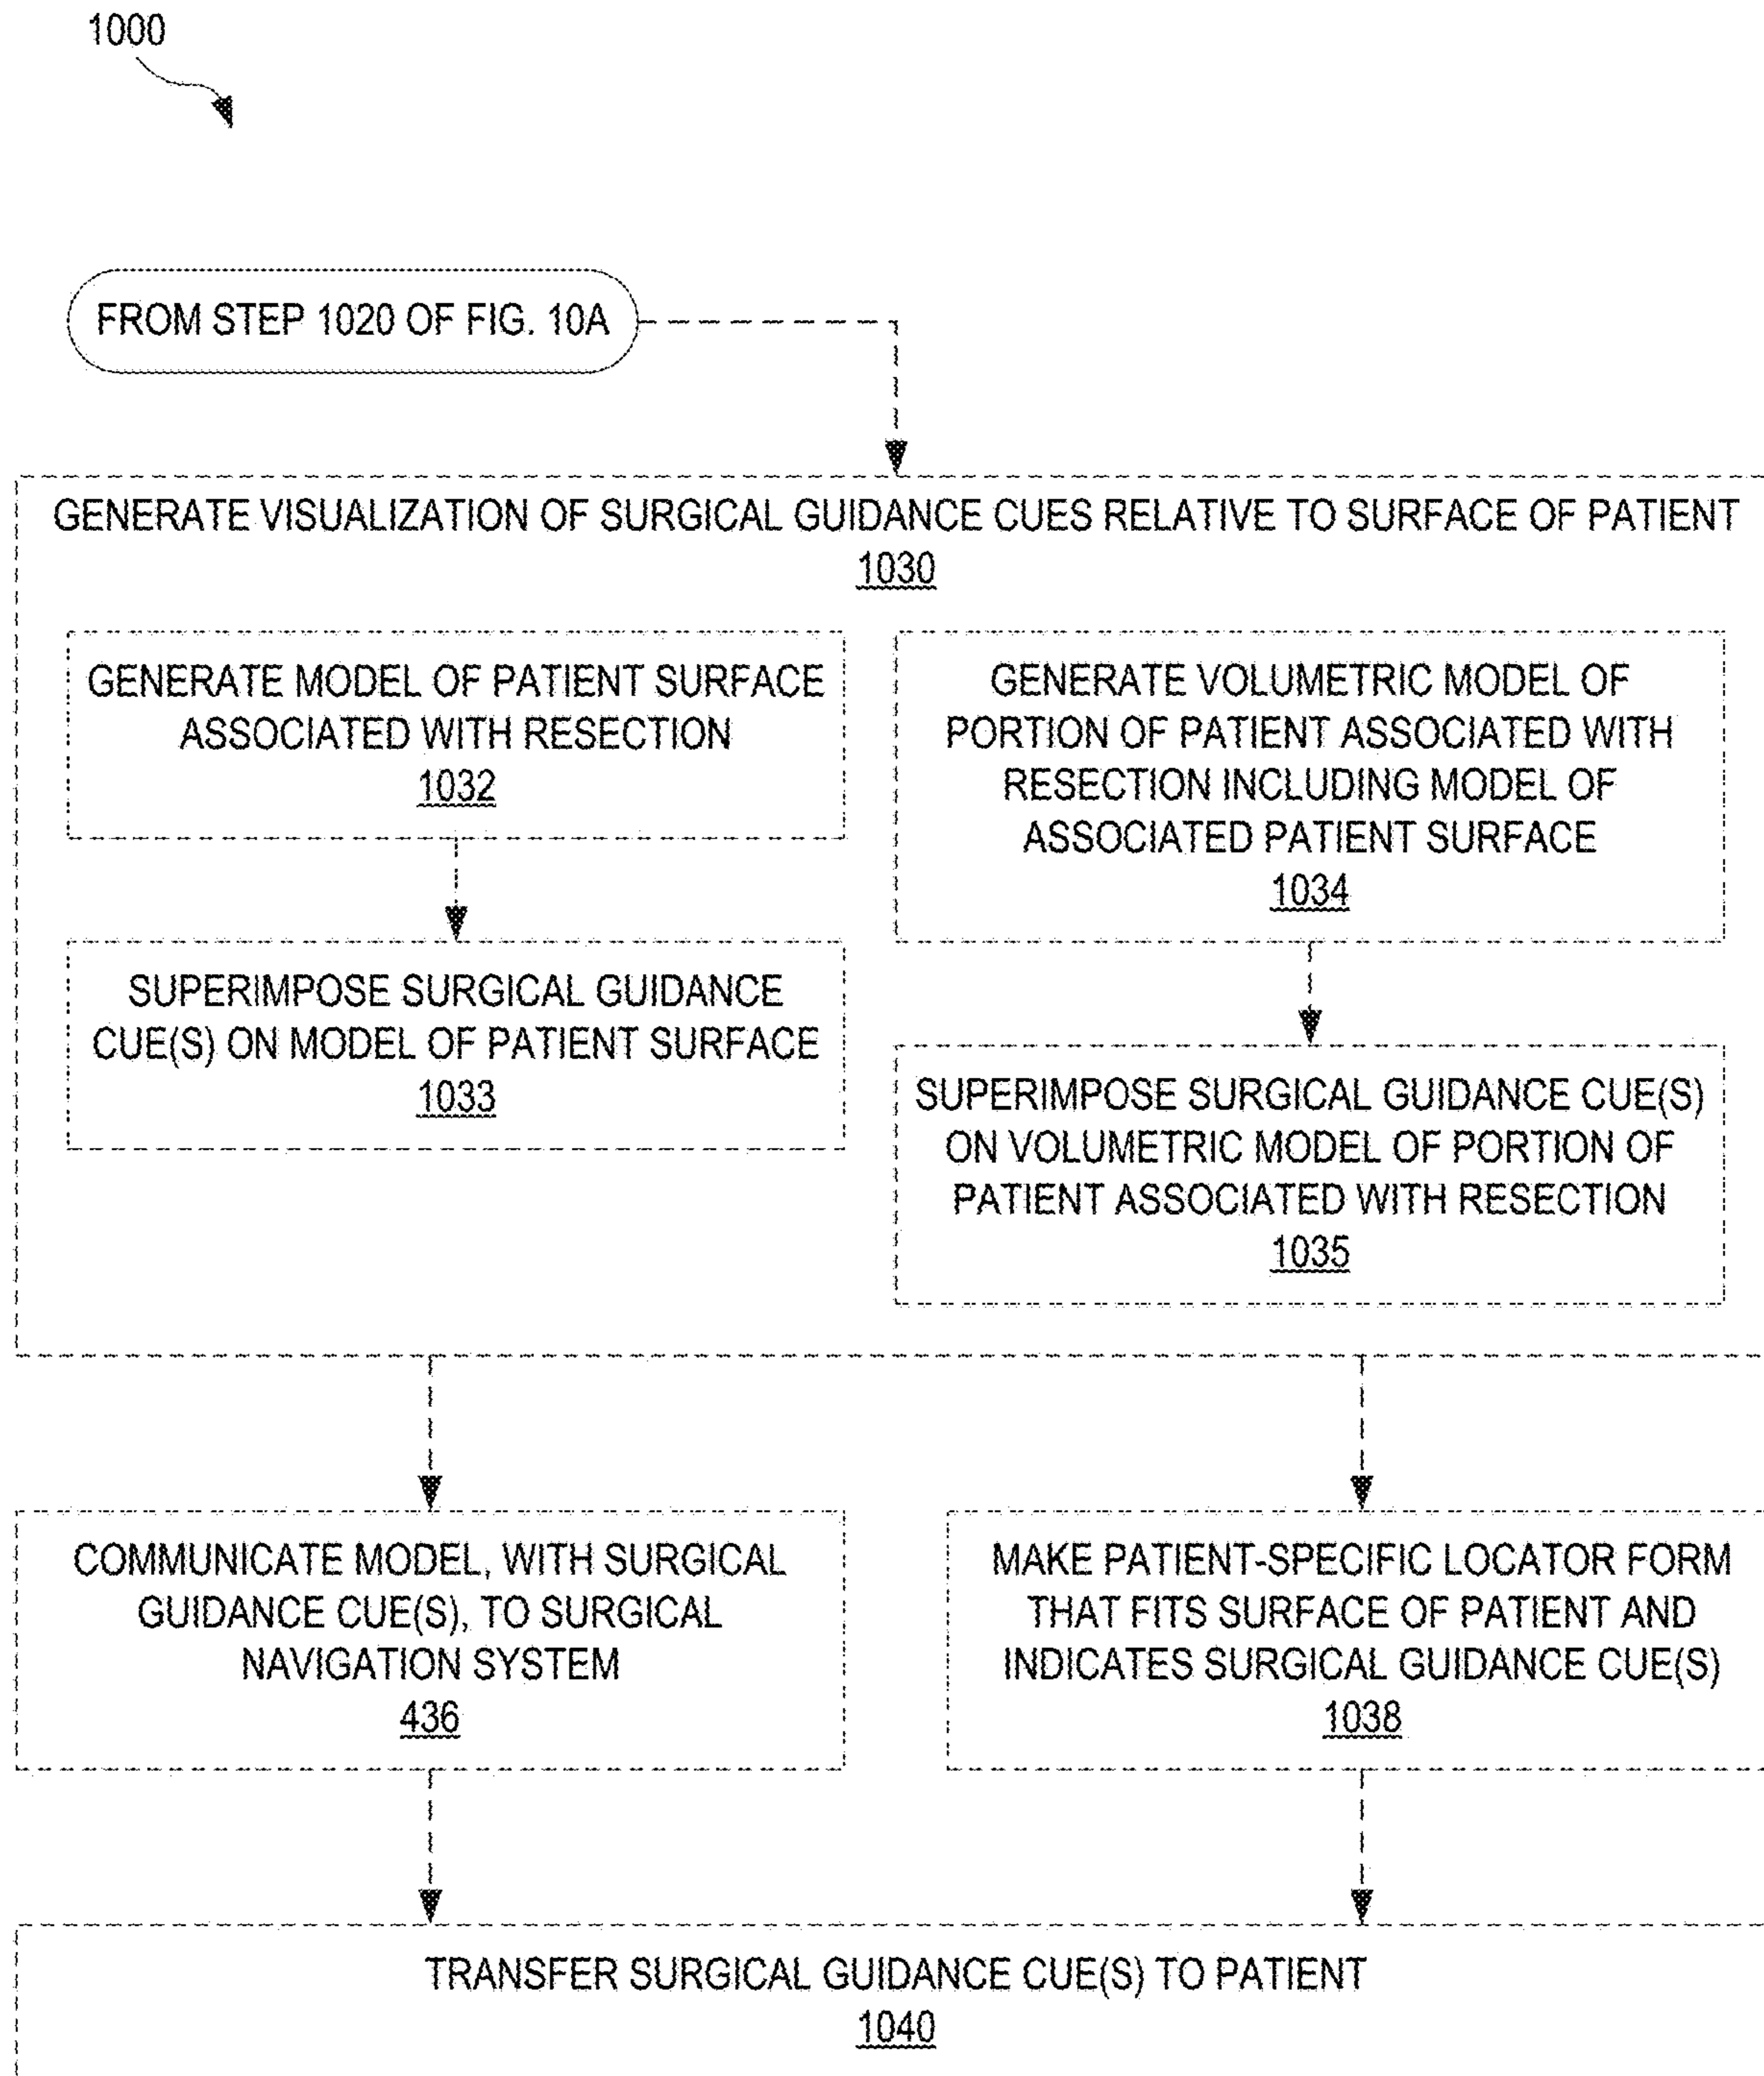 1000
FROM STEP 1020 OF FIG. 10A
GENERATE VISUALIZATION OF SURGICAL GUIDANCE CUES RELATIVE TO SURFACE OF PATIENT
1030
GENERATE MODEL OF PATIENT SURFACE
ASSOCIATED WITH RESECTION
1032
SUPERIMPOSE SURGICAL GUIDANCE
CUE(S) ON MODEL OF PATIENT SURFACE
1033
GENERATE VOLUMETRIC MODEL OF
PORTION OF PATIENT ASSOCIATED WITH
RESECTION INCLUDING MODEL OF
ASSOCIATED PATIENT SURFACE
1034
SUPERIMPOSE SURGICAL GUIDANCE CUE(S)
ON VOLUMETRIC MODEL OF PORTION OF
PATIENT ASSOCIATED WITH RESECTION
1035
COMMUNICATE MODEL, WITH SURGICAL
GUIDANCE CUE(S), TO SURGICAL
NAVIGATION SYSTEM
436
MAKE PATIENT-SPECIFIC LOCATOR FORM
THAT FITS SURFACE OF PATIENT AND
INDICATES SURGICAL GUIDANCE CUE(S)
1038
TRANSFER SURGICAL GUIDANCE CUE(S) TO PATIENT
1040